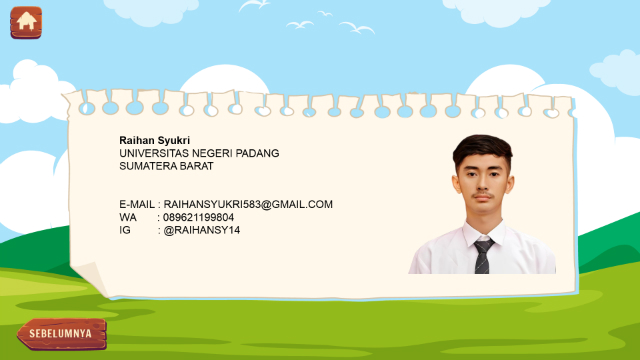 Raihan Syukri
UNIVERSITAS NEGERI PADANG
SUMATERA BARAT
E-MAIL : RAIHANSYUKRI583@GMAIL.COM
WA : 089621199804
IG : @RAIHANSY14
SEBELUMNYA